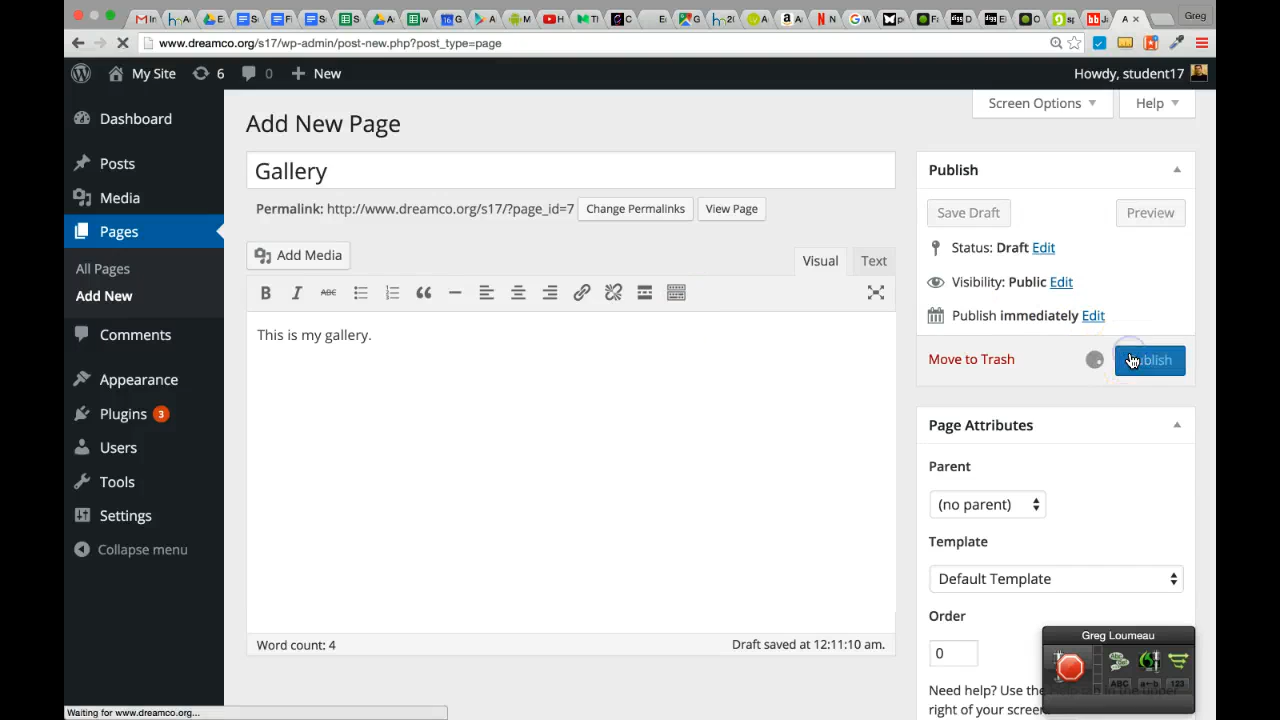 Greg
www.dreamco.org/s17/wp-admin/post-new.php?post_type=page
My Site 6 0 New Howdy, student17
Screen Options Help
Dashboard
Posts
Media
Pages
All Pages
Add New
Comments
Appearance
Plugins 3
Users
Tools
Settings
Collapse menu
Add New Page
Gallery
Permalink: http://www.dreamco.org/s17/?page_id=7 Change Permalinks View Page
Add Media
Visual Text
B I ABC
This is my gallery.
Word count: 4 Draft saved at 12:11:10 am.
Publish
Save Draft Preview
Status: Draft Edit
Visibility: Public Edit
Publish immediately Edit
Move to Trash Publish
Page Attributes
Parent
(no parent)
Template
Default Template
Order
0
Need help? Use the
right of your screen
Greg Loumeau
ABC 123
Waiting for www.dreamco.org...